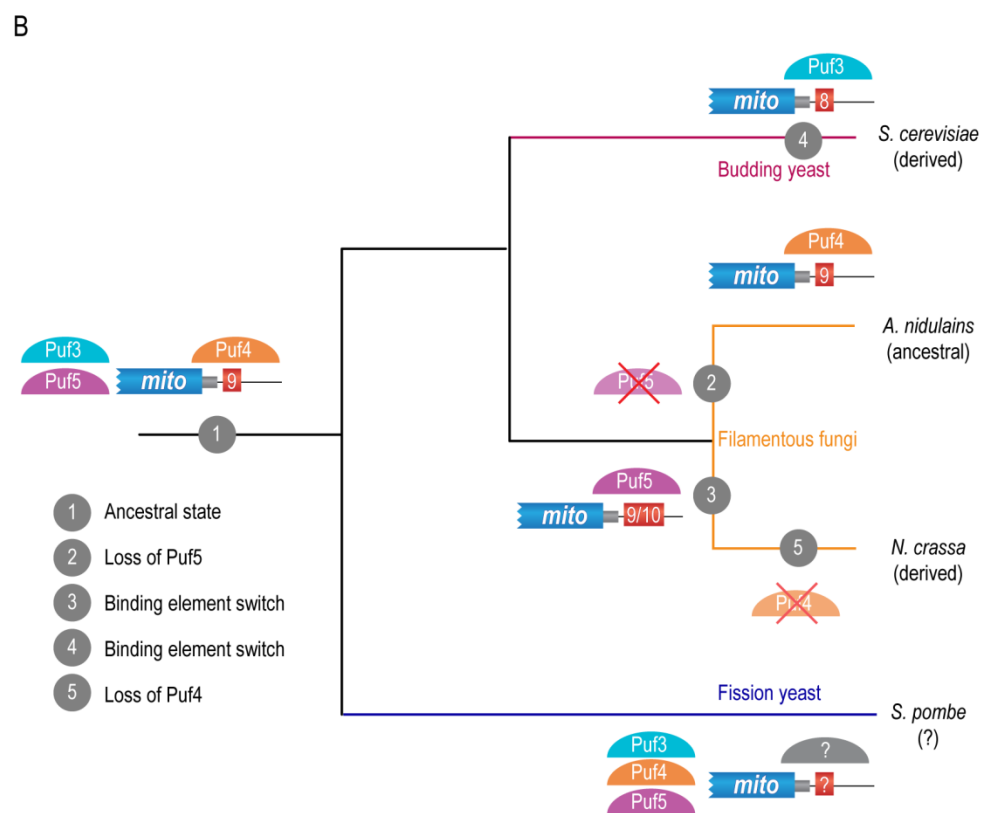 B
Puf3
mito 8
4
S. cerevisiae
(derived)
Budding yeast
Puf4
mito 9
A. nidulains
(ancestral)
Puf3
Puf4
Puf5
mito 9
2
1
Filamentous fungi
Puf5
3
mito 9/10
5
N. crassa
(derived)
1 Ancestral state
2 Loss of Puf5
3 Binding element switch
4 Binding element switch
5 Loss of Puf4
Fission yeast
S. pombe
(?)
Puf3
?
Puf4
mito ?
Puf5